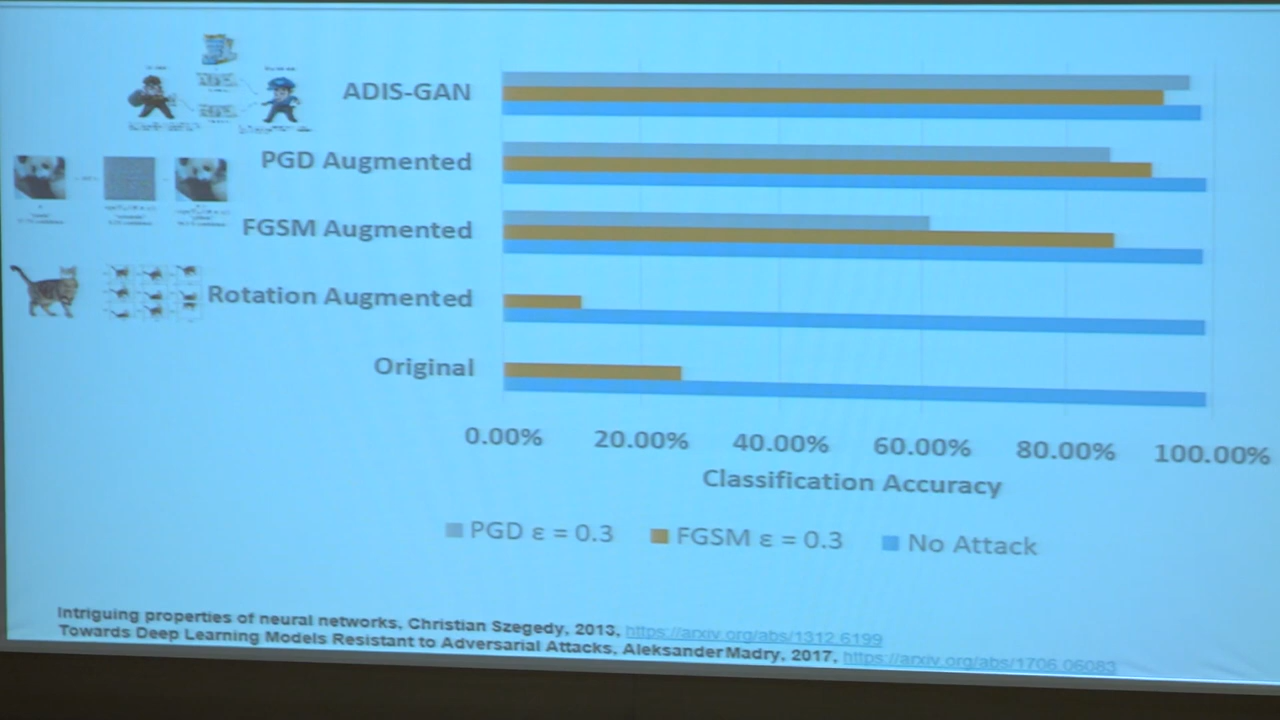 ADIS-GAN
PGD Augmented
FGSM Augmented
Rotation Augmented
Original
0.00% 20.00% 40.00% 60.00% 80.00% 100.00%
Classification Accuracy
PGD ε = 0.3 FGSM ε = 0.3 No Attack
Intriguing properties of neural networks, Christian Szegedy, 2013, https://arxiv.org/abs/1312.6199
Towards Deep Learning Models Resistant to Adversarial Attacks, Aleksander Madry, 2017, https://arxiv.org/abs/1706.06083